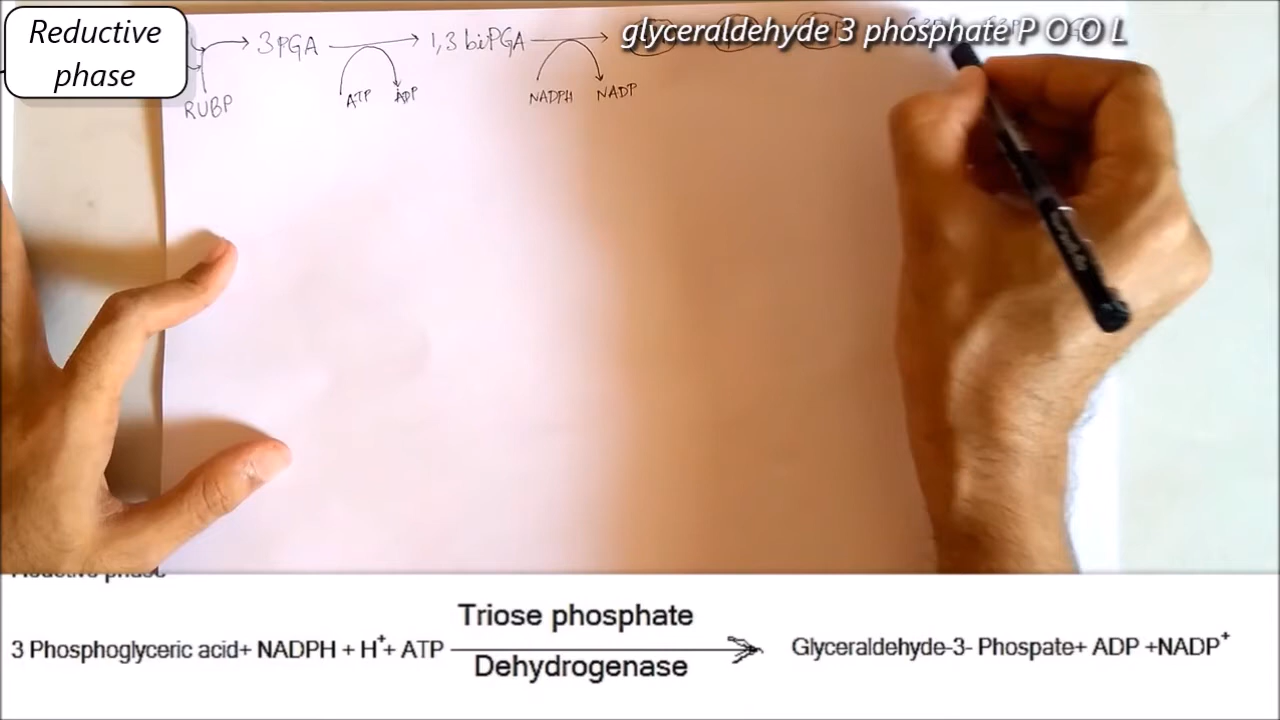 Reductive
phase
glyceraldehyde 3 phosphate P O O L
3PGA 1,3 bisPGA
RUBP ATP ADP NADPH NADP
Triose phosphate
3 Phosphoglyceric acid+ NADPH + H+ + ATP Glyceraldehyde-3- Phospate+ ADP +NADP+
Dehydrogenase